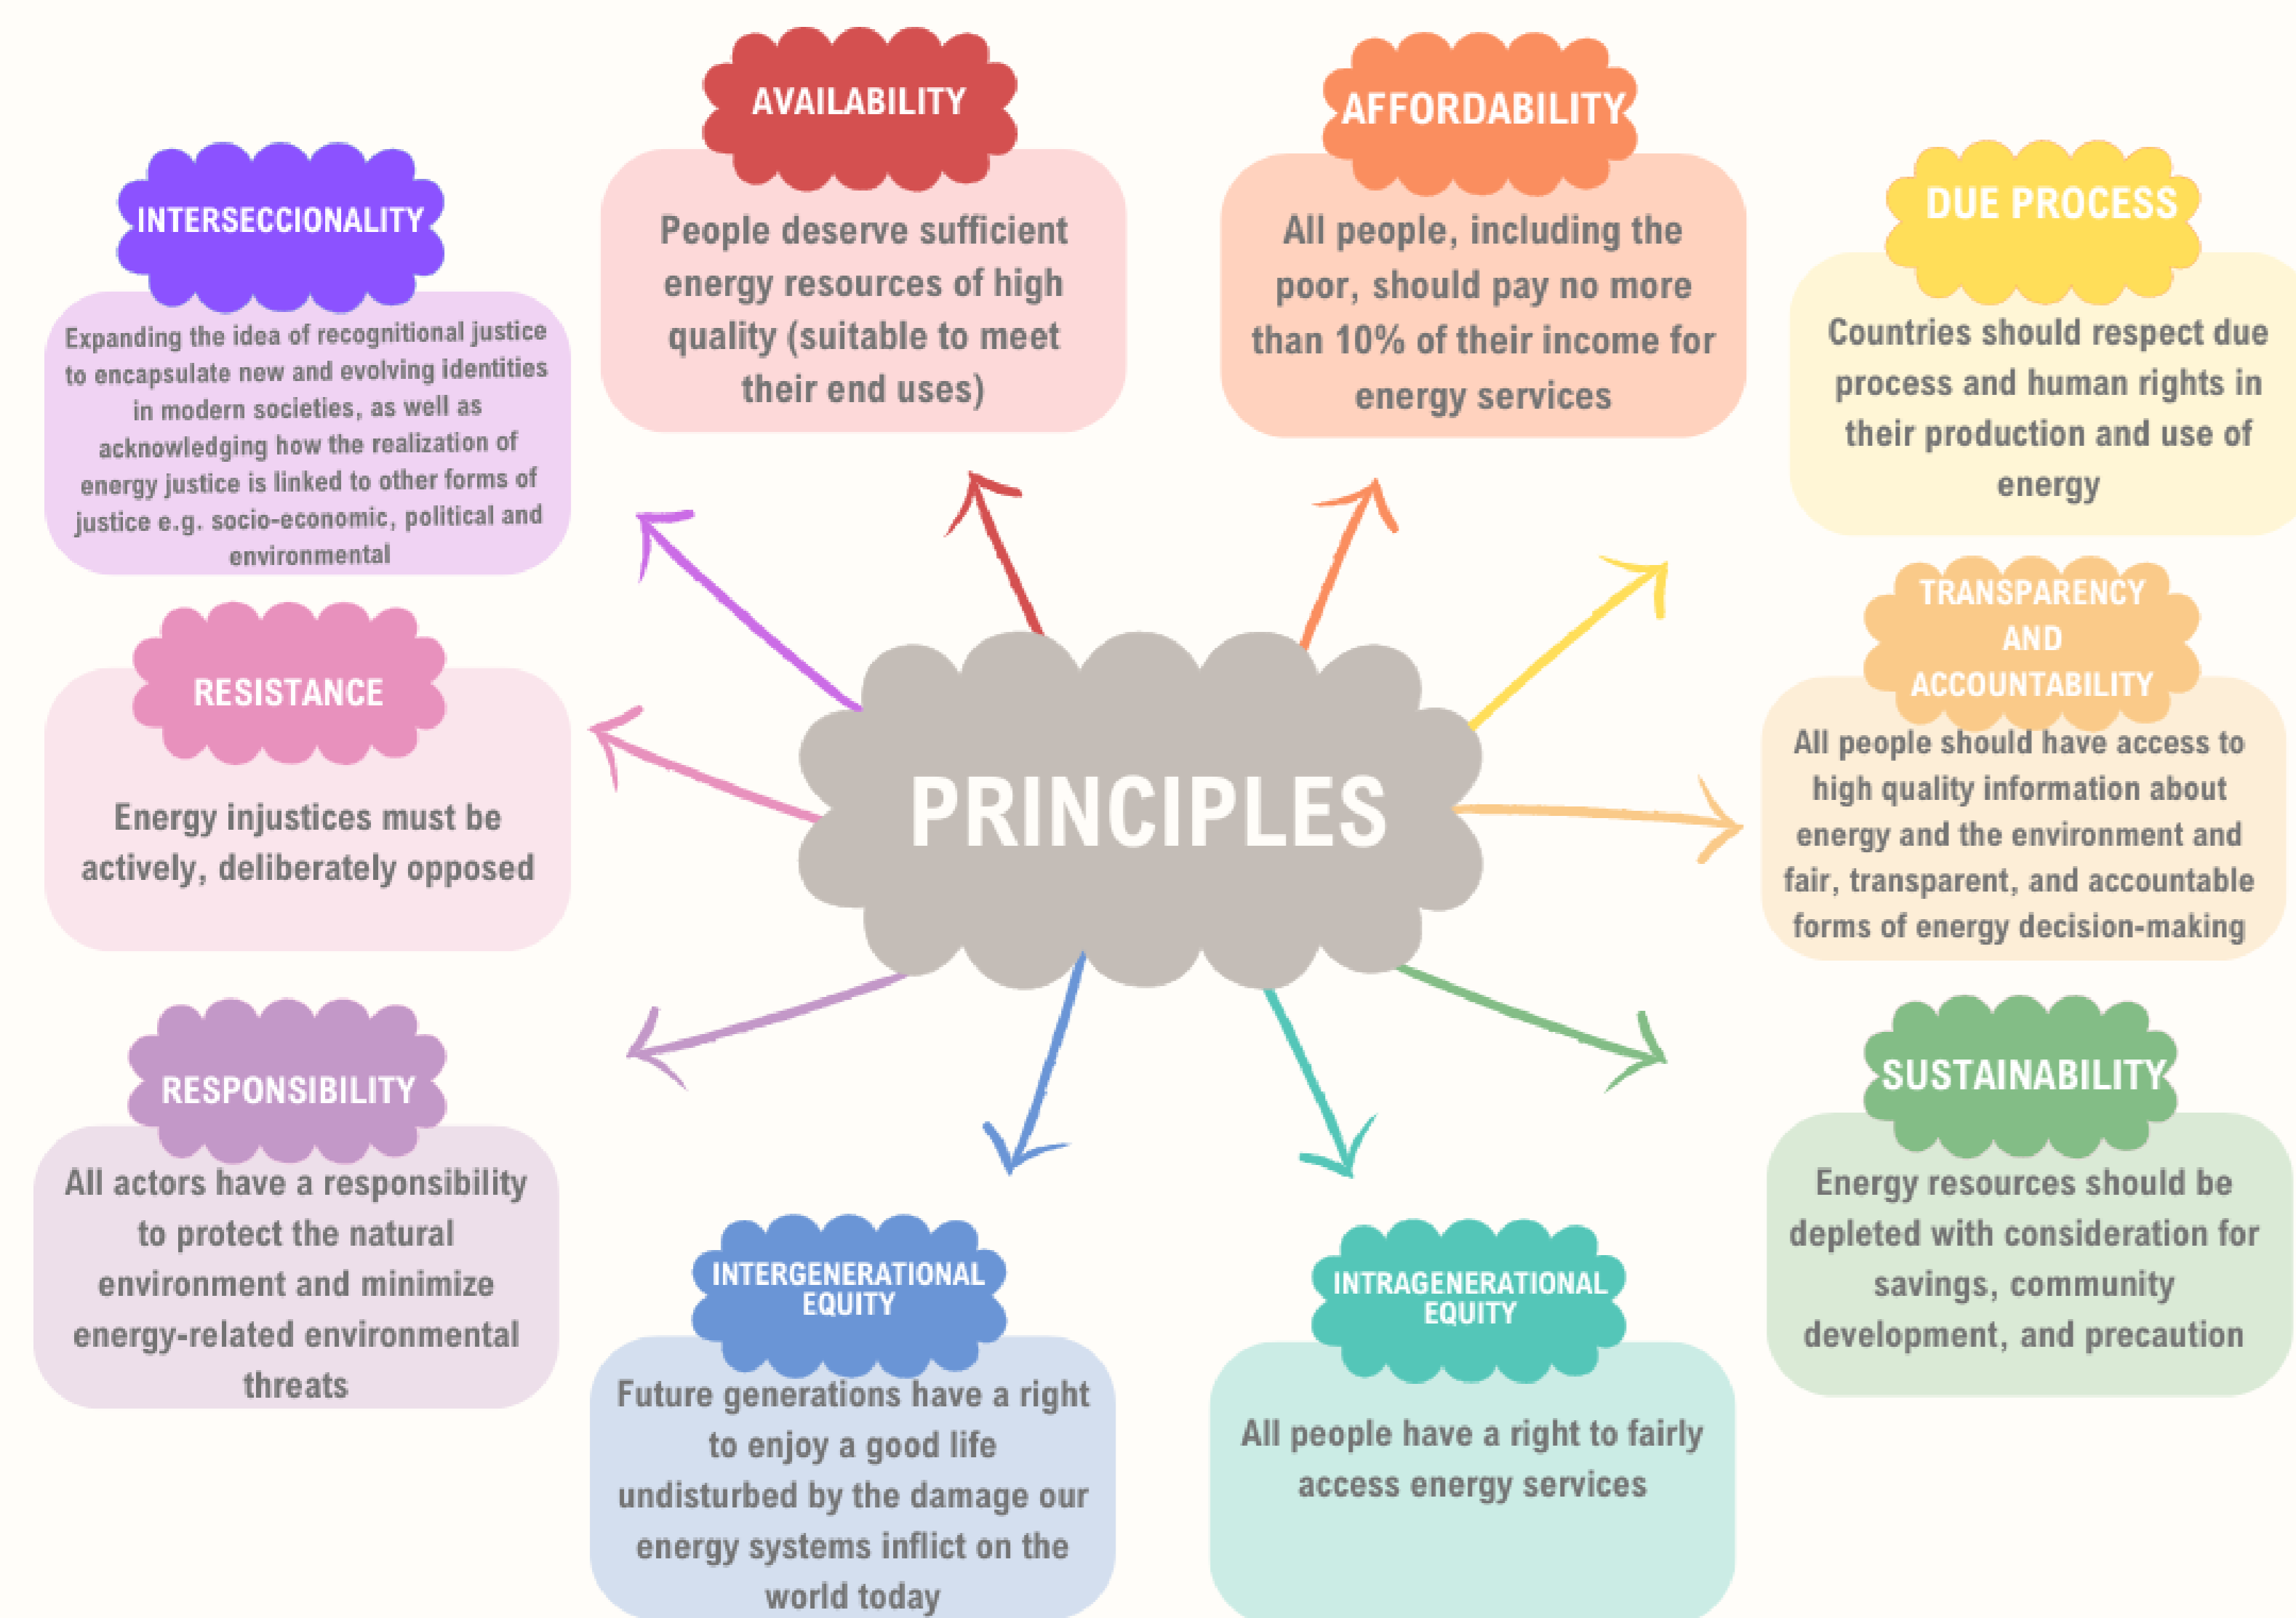 PRINCIPLES
AVAILABILITY
People deserve sufficient
energy resources of high
quality (suitable to meet
their end uses)
AFFORDABILITY
All people, including the
poor, should pay no more
than 10% of their income for
energy services
DUE PROCESS
Countries should respect due
process and human rights in
their production and use of
energy
TRANSPARENCY
AND
ACCOUNTABILITY
All people should have access to
high quality information about
energy and the environment and
fair, transparent, and accountable
forms of energy decision-making
SUSTAINABILITY
Energy resources should be
depleted with consideration for
savings, community
development, and precaution
INTRAGENERATIONAL
EQUITY
All people have a right to fairly
access energy services
INTERGENERATIONAL
EQUITY
Future generations have a right
to enjoy a good life
undisturbed by the damage our
energy systems inflict on the
world today
RESPONSIBILITY
All actors have a responsibility
to protect the natural
environment and minimize
energy-related environmental
threats
RESISTANCE
Energy injustices must be
actively, deliberately opposed
INTERSECCIONALITY
Expanding the idea of recognitional justice
to encapsulate new and evolving identities
in modern societies, as well as
acknowledging how the realization of
energy justice is linked to other forms of
justice e.g. socio-economic, political and
environmental